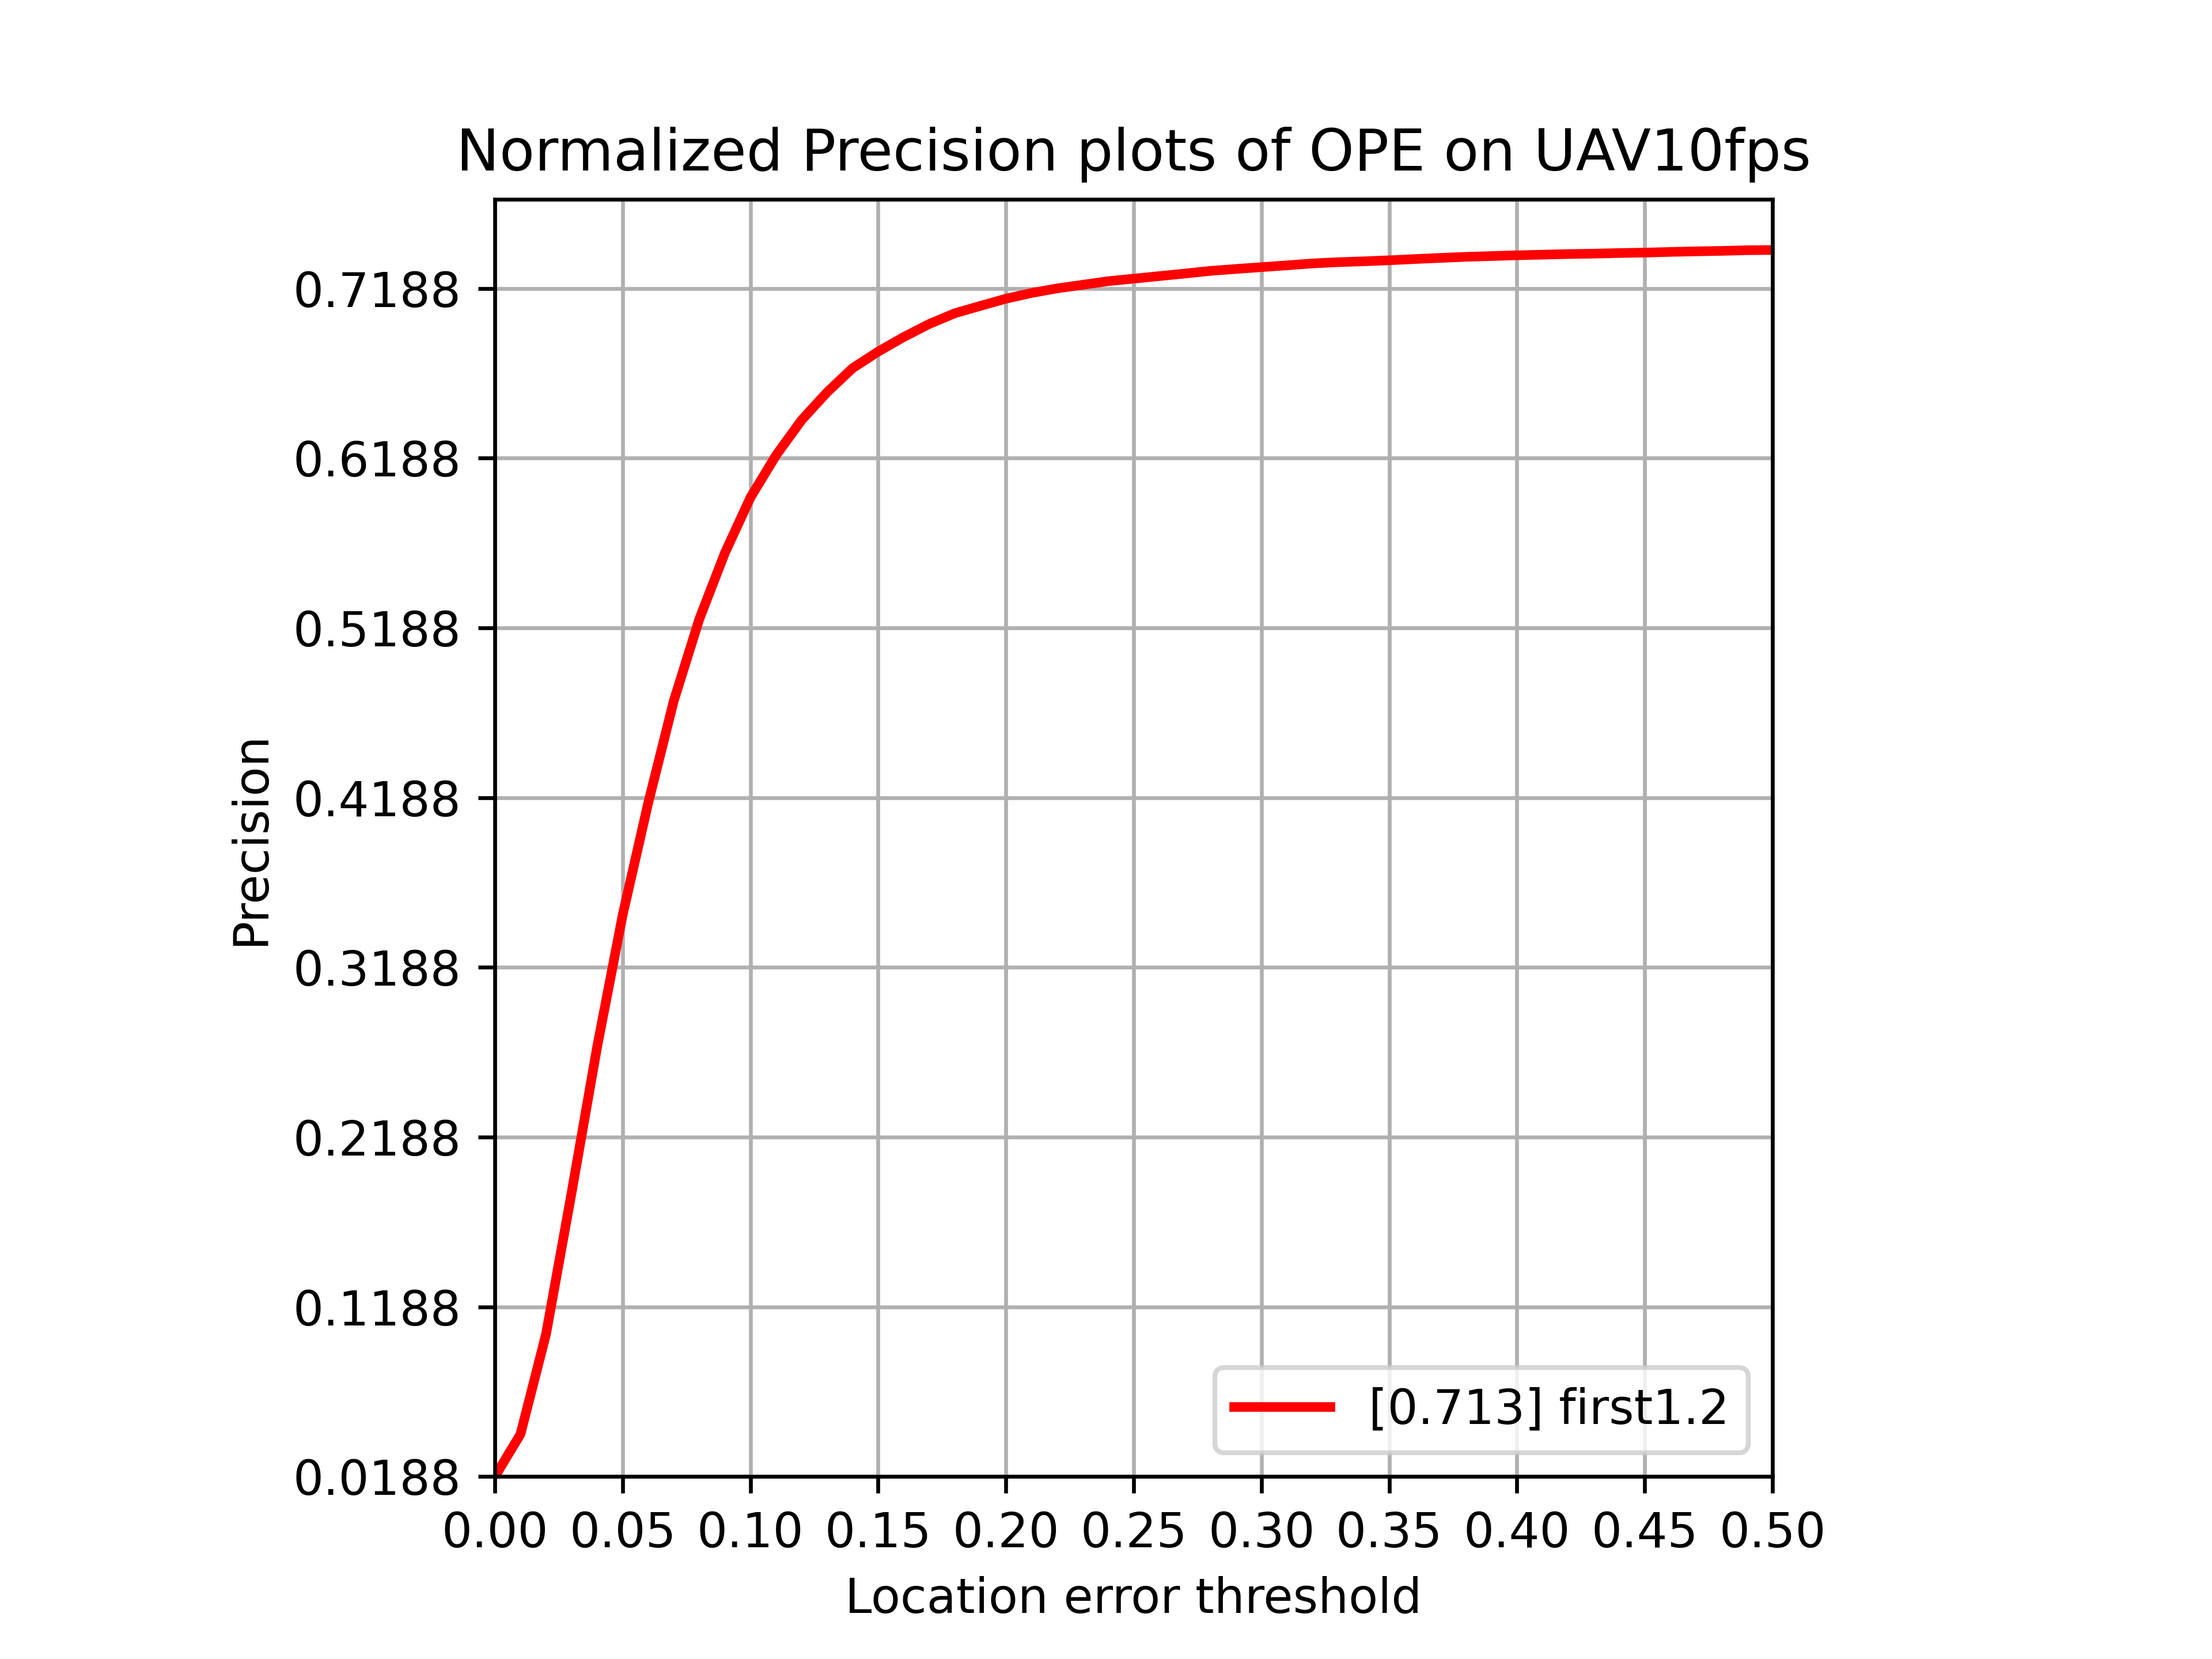 Normalized Precision plots of OPE on UAV10fps
0.7188
0.6188
0.5188
0.4188
0.3188
0.2188
0.1188
0.0188
Precision
[0.713] first1.2
0.00 0.05 0.10 0.15 0.20 0.25 0.30 0.35 0.40 0.45 0.50
Location error threshold